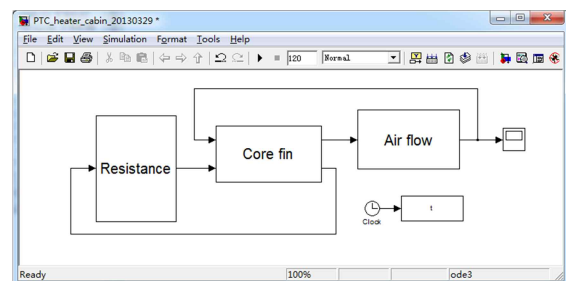 PTC_heater_cabin_20130329 *
File Edit View Simulation Format Tools Help
120 Normal
Resistance
Core fin
Air flow
t
Clock
Ready 100% ode3